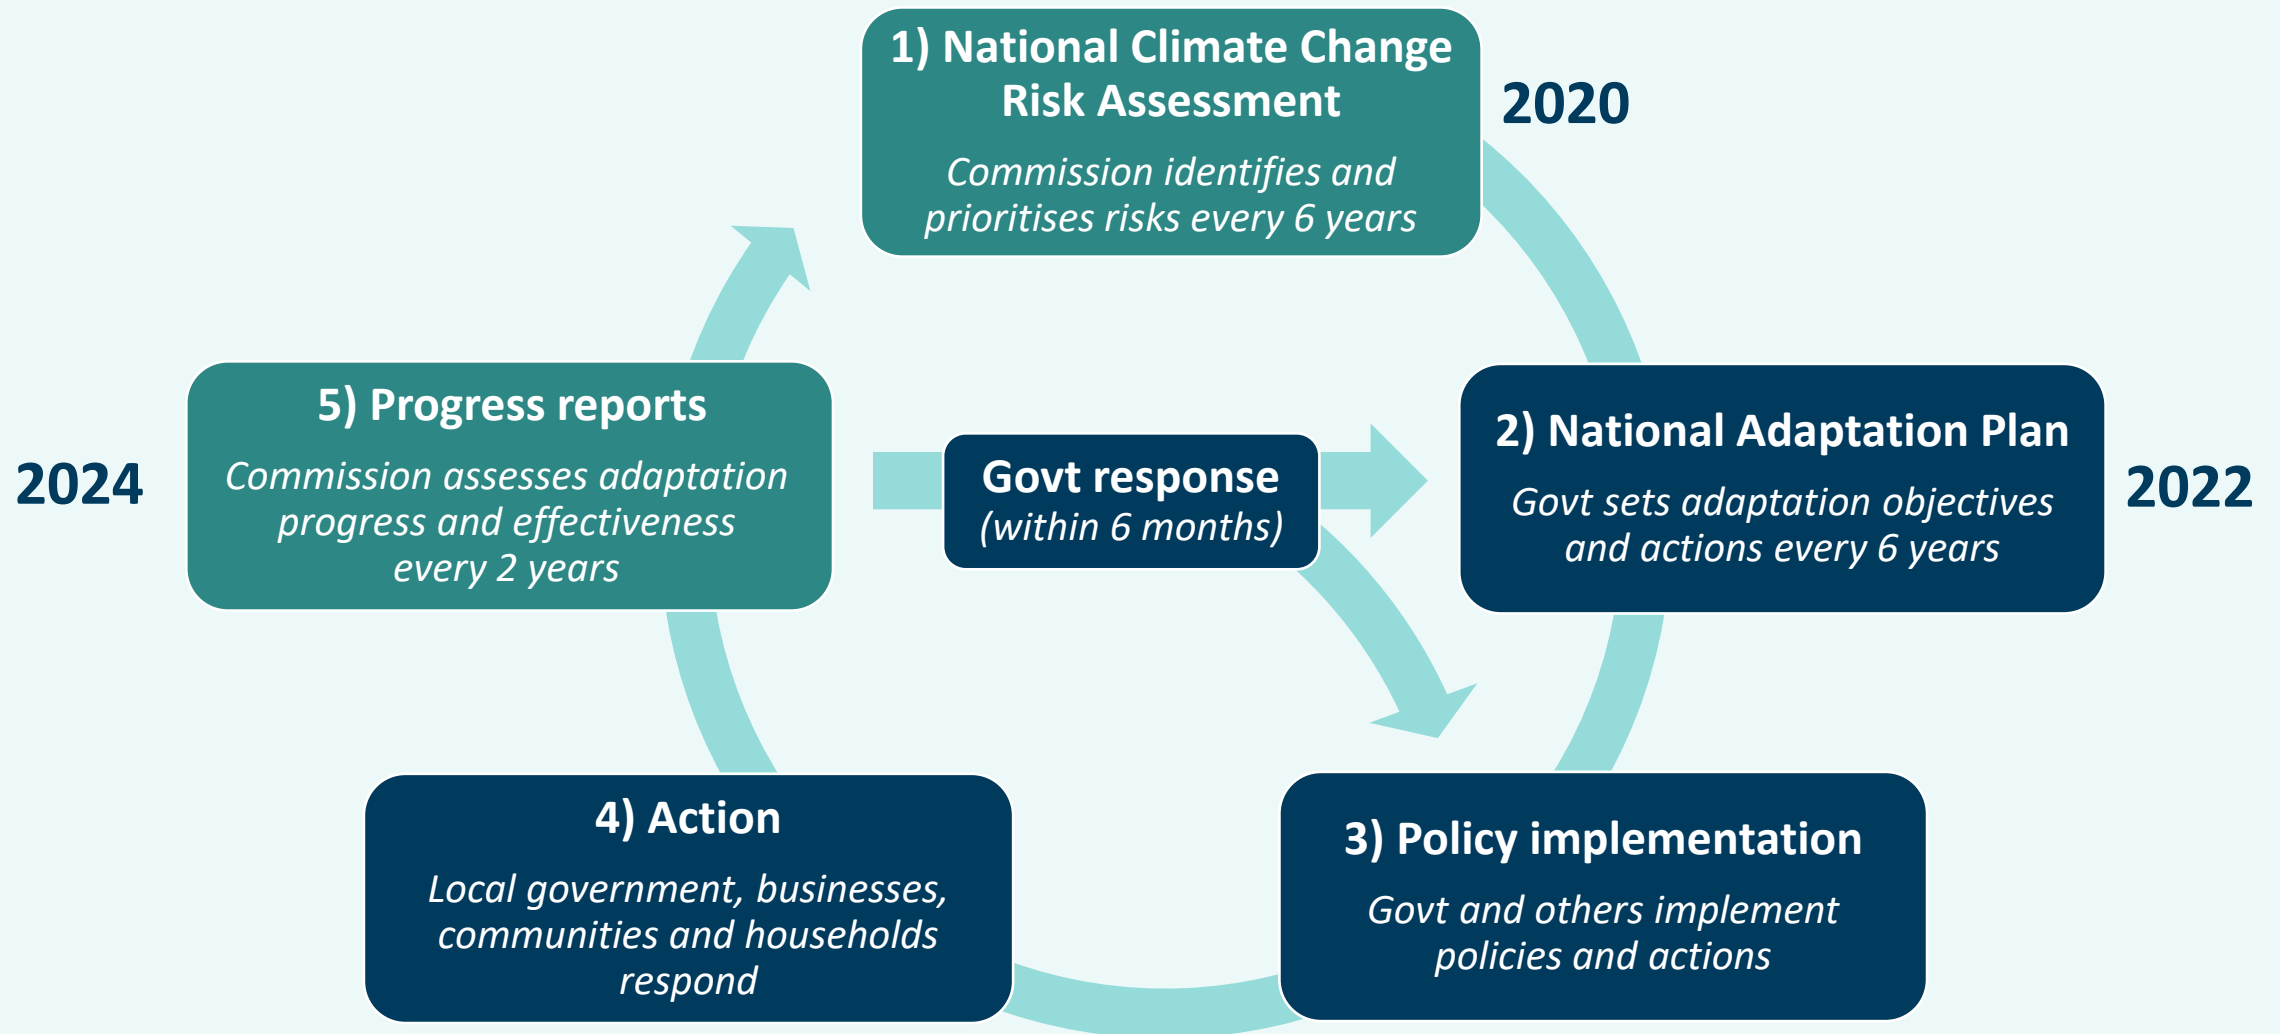 1) National Climate Change
Risk Assessment
Commission identifies and
prioritises risks every 6 years
2020
2) National Adaptation Plan
Govt sets adaptation objectives
and actions every 6 years
2022
3) Policy implementation
Govt and others implement
policies and actions
4) Action
Local government, businesses,
communities and households
respond
5) Progress reports
Commission assesses adaptation
progress and effectiveness
every 2 years
2024
Govt response
(within 6 months)